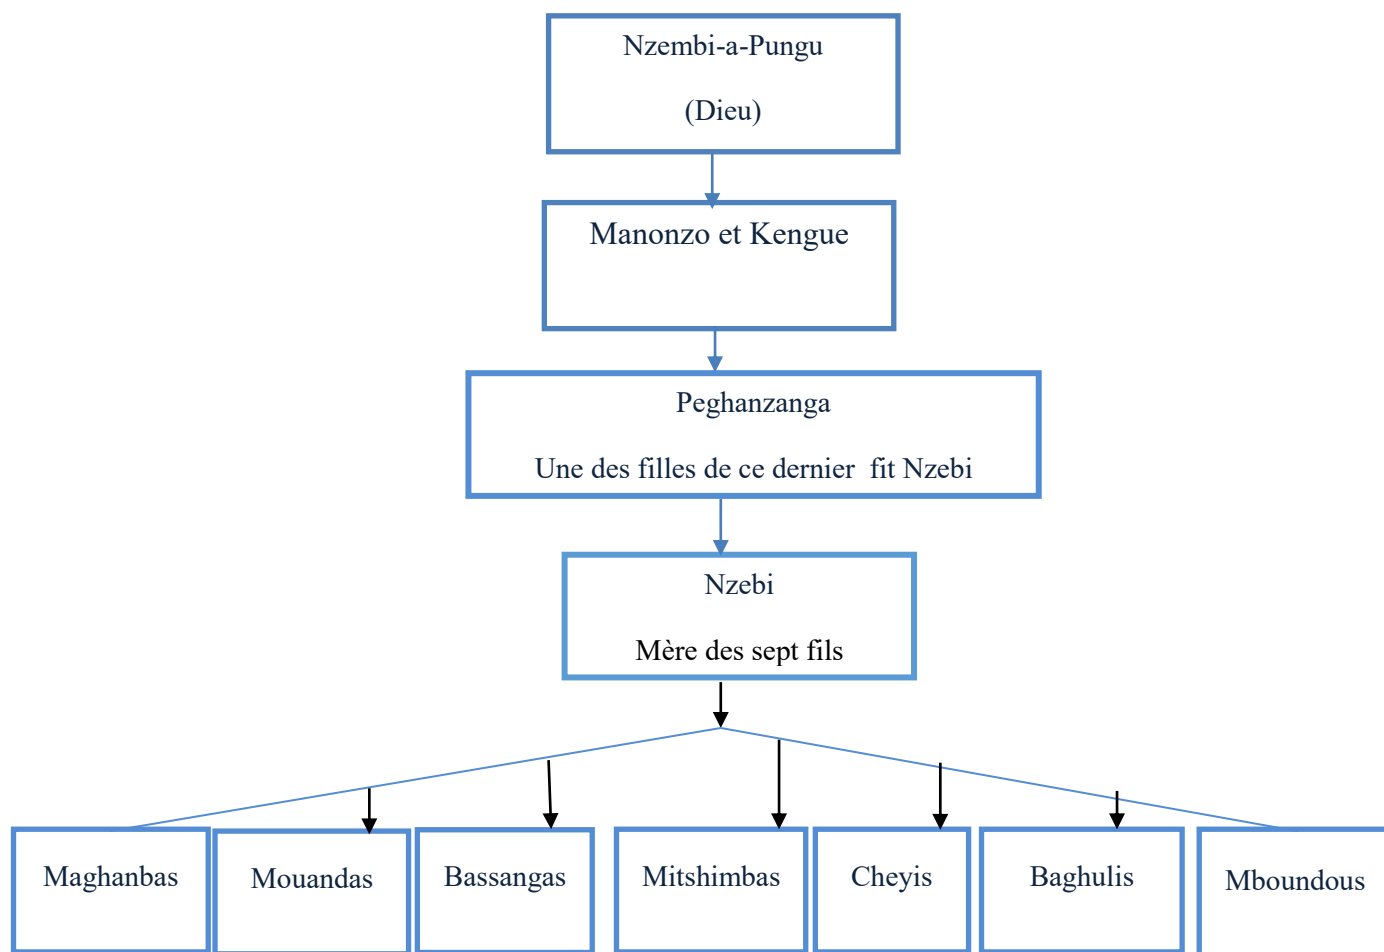 Nzembi-a-Pungu
(Dieu)
Manonzo et Kengue
Peghanzanga
Une des filles de ce dernier fit Nzebi
Nzebi
Mère des sept fils
Maghanbas
Mouandas
Bassangas
Mitshimbas
Cheyis
Baghulis
Mboundous